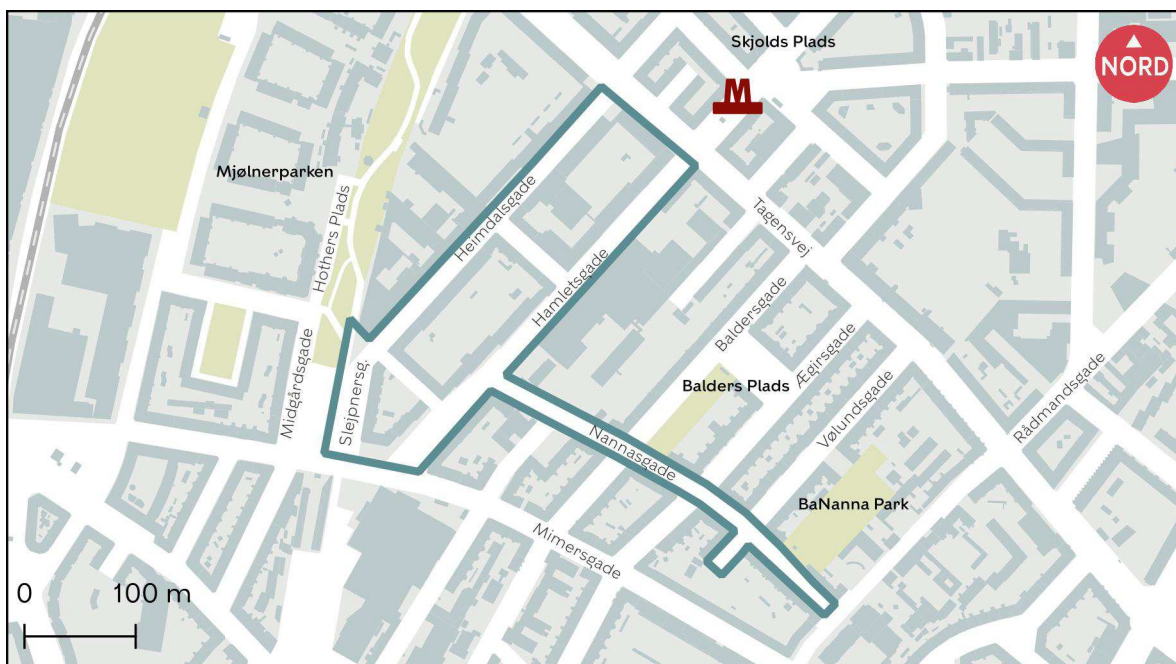 Skjolds Plads
M
NORD
Mjølnerparken
Hothers Plads
Heimdalsgade
Tagensvej
Hamletsgade
Baldersgade
Midgårdsgade
Slejpnersg.
Balders Plads
Ægirsgade
Vølundsgade
Rådmandsgade
Nannasgade
BaNanna Park
Mimersgade
0 100 m